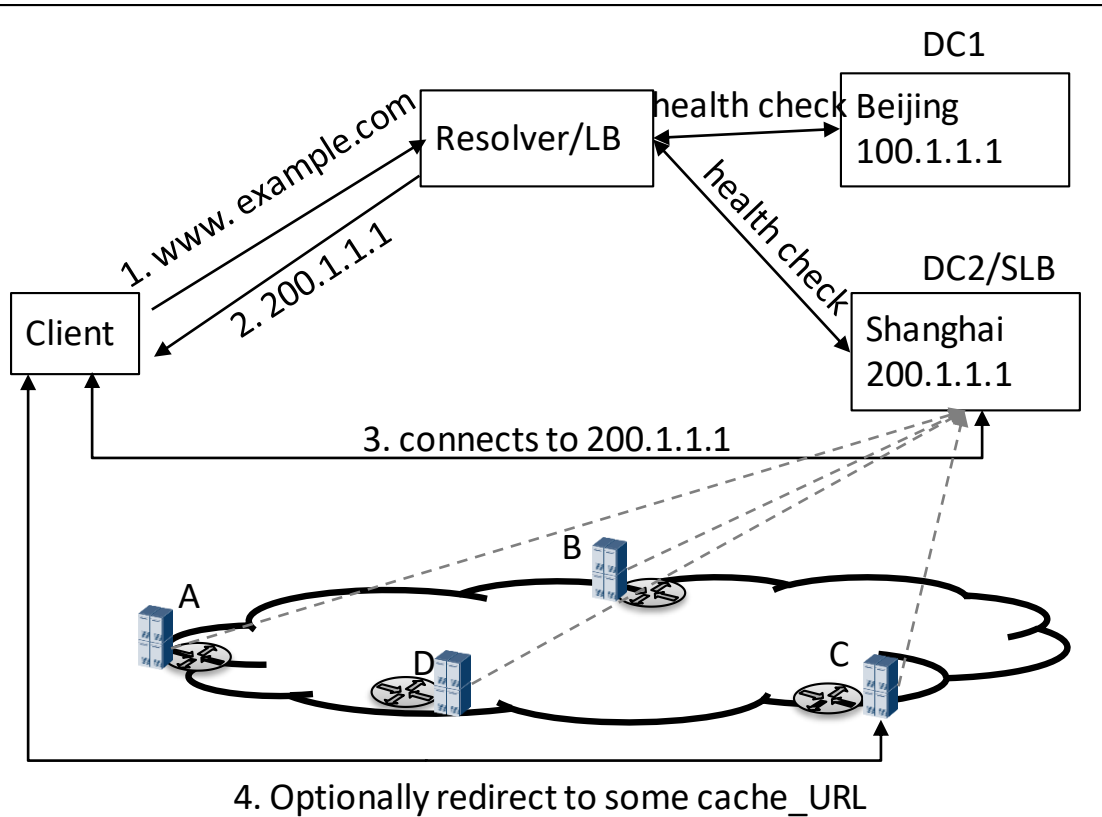 DC1
health check
Beijing
100.1.1.1
Resolver/LB
1. www. example.com
health check
2. 200.1.1.1
DC2/SLB
Client
Shanghai
200.1.1.1
3. connects to 200.1.1.1
B
A
D
C
4. Optionally redirect to some cache_URL